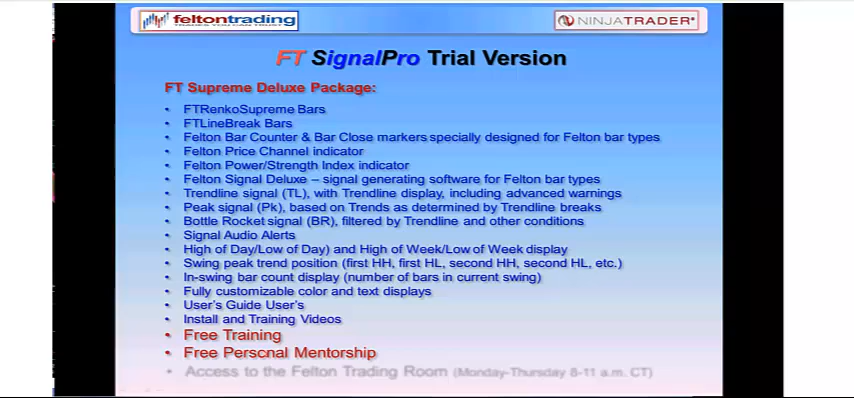 feltontrading
TRADES YOU CAN TRUST
NINJATRADER
FT SignalPro Trial Version
FT Supreme Deluxe Package:
• FTRenkoSupreme Bars
• FTLineBreak Bars
• Felton Bar Counter & Bar Close markers specially designed for Felton bar types
• Felton Price Channel indicator
• Felton Power/Strength Index indicator
• Felton Signal Deluxe – signal generating software for Felton bar types
• Trendline signal (TL), with Trendline display, including advanced warnings
• Peak signal (Pk), based on Trends as determined by Trendline breaks
• Bottle Rocket signal (BR), filtered by Trendline and other conditions
• Signal Audio Alerts
• High of Day/Low of Day) and High of Week/Low of Week display
• Swing peak trend position (first HH, first HL, second HH, second HL, etc.)
• In-swing bar count display (number of bars in current swing)
• Fully customizable color and text displays
• User's Guide User's
• Install and Training Videos
• Free Training
• Free Personal Mentorship
• Access to the Felton Trading Room (Monday-Thursday 8-11 a.m. CT)